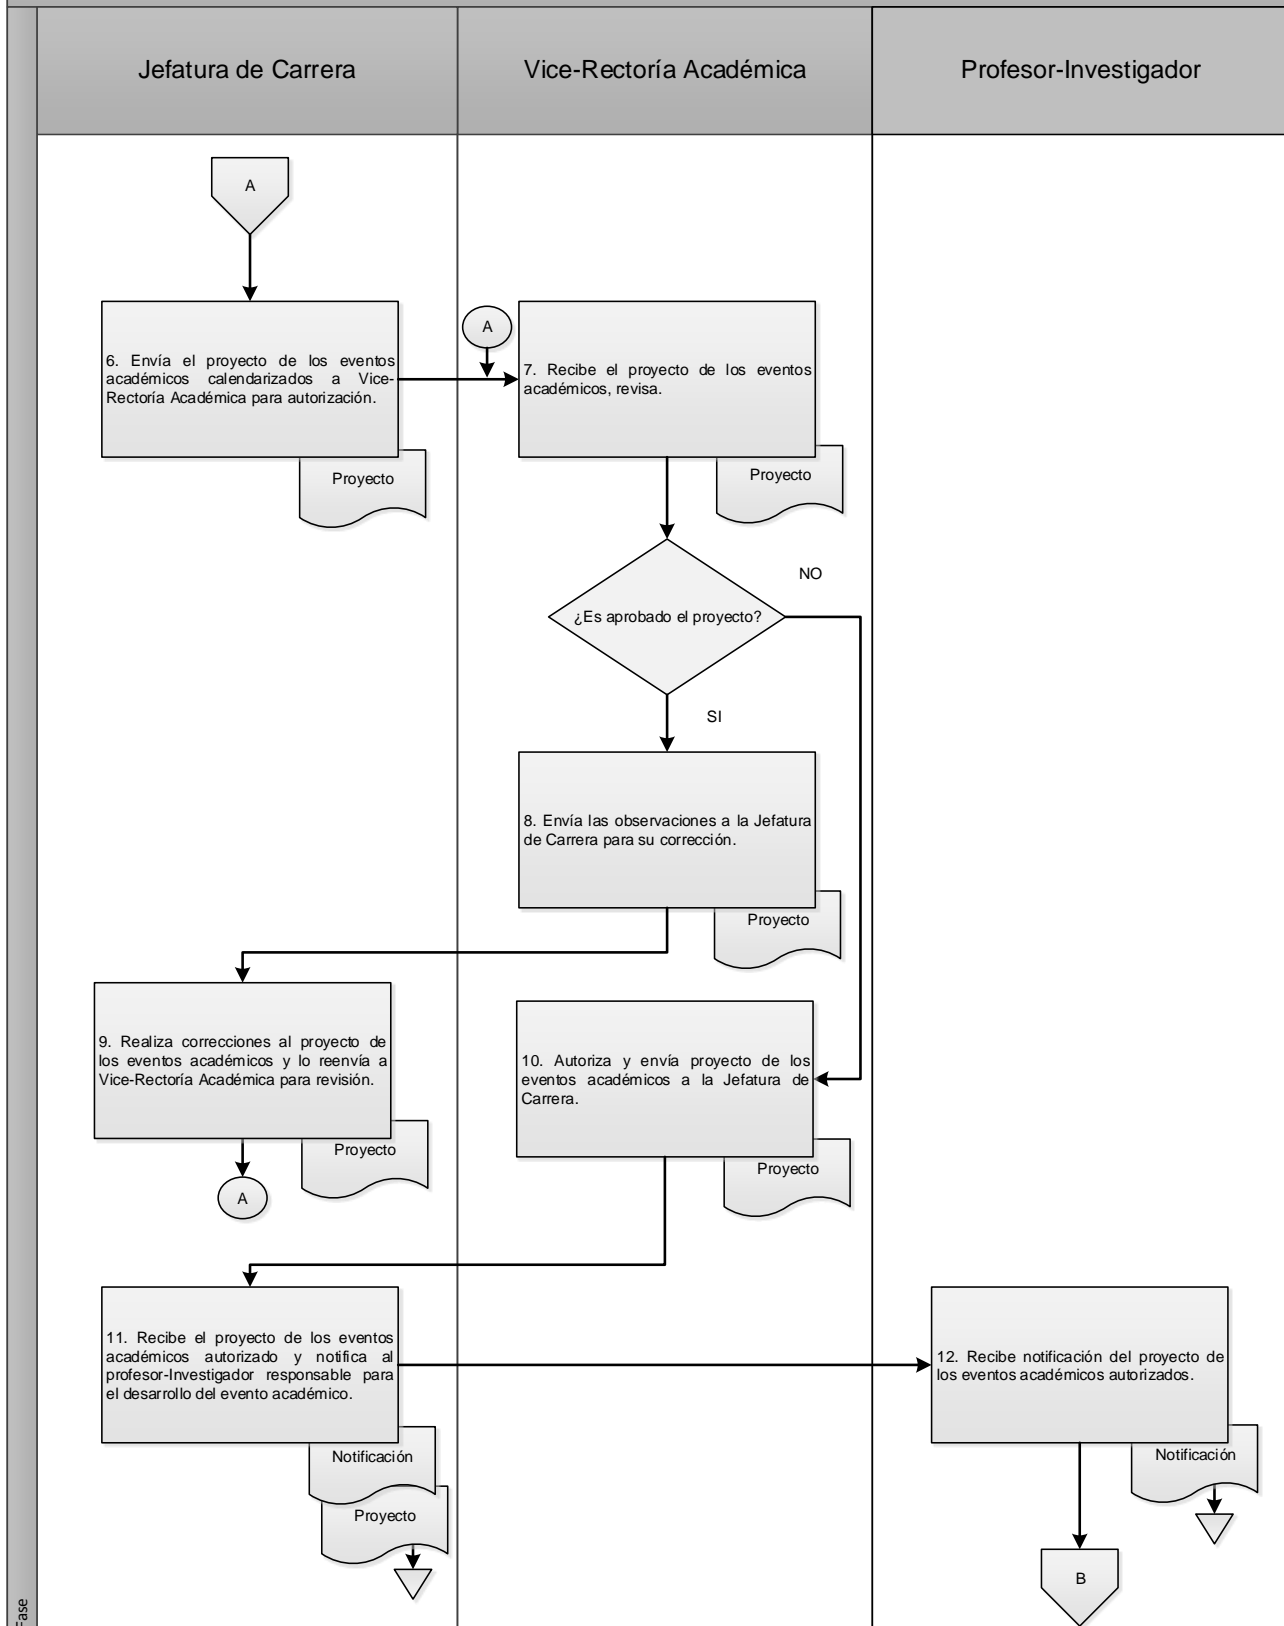 Jefatura de Carrera
Vice-Rectoría Académica
Profesor-Investigador
A
6. Envía el proyecto de los eventos
académicos calendarizados a Vice-
Rectoría Académica para autorización.
Proyecto
A
7. Recibe el proyecto de los eventos
académicos, revisa.
Proyecto
¿Es aprobado el proyecto?
NO
SI
8. Envía las observaciones a la Jefatura
de Carrera para su corrección.
Proyecto
9. Realiza correcciones al proyecto de
los eventos académicos y lo reenvía a
Vice-Rectoría Académica para revisión.
Proyecto
A
10. Autoriza y envía proyecto de los
eventos académicos a la Jefatura de
Carrera.
Proyecto
11. Recibe el proyecto de los eventos
académicos autorizado y notifica al
profesor-Investigador responsable para
el desarrollo del evento académico.
Notificación
Proyecto
12. Recibe notificación del proyecto de
los eventos académicos autorizados.
Notificación
B
Fase